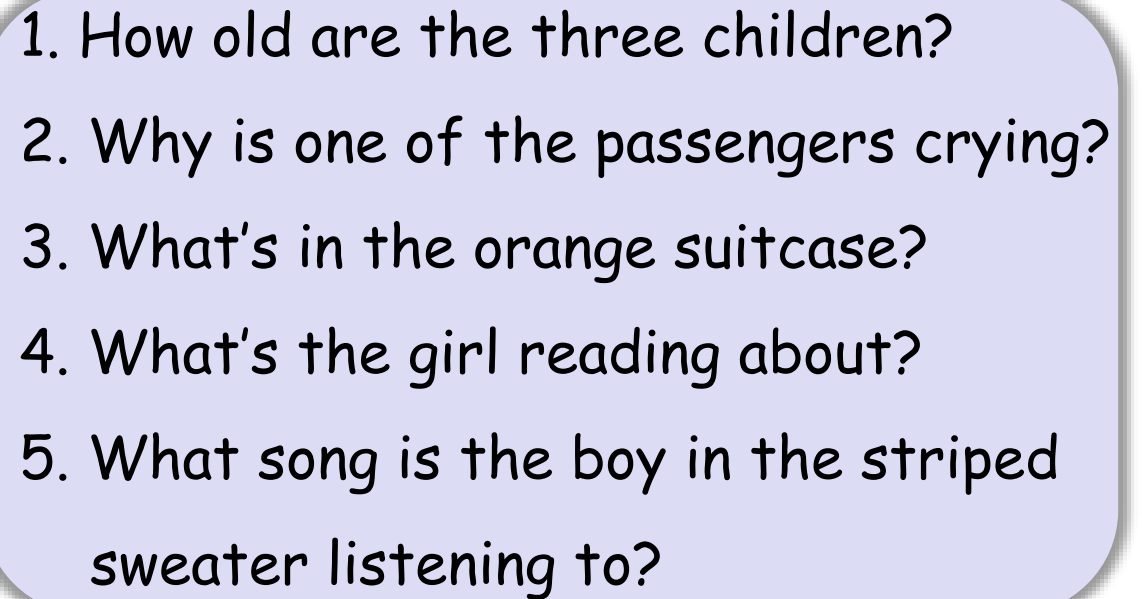 1. How old are the three children?
2. Why is one of the passengers crying?
3. What's in the orange suitcase?
4. What's the girl reading about?
5. What song is the boy in the striped
sweater listening to?